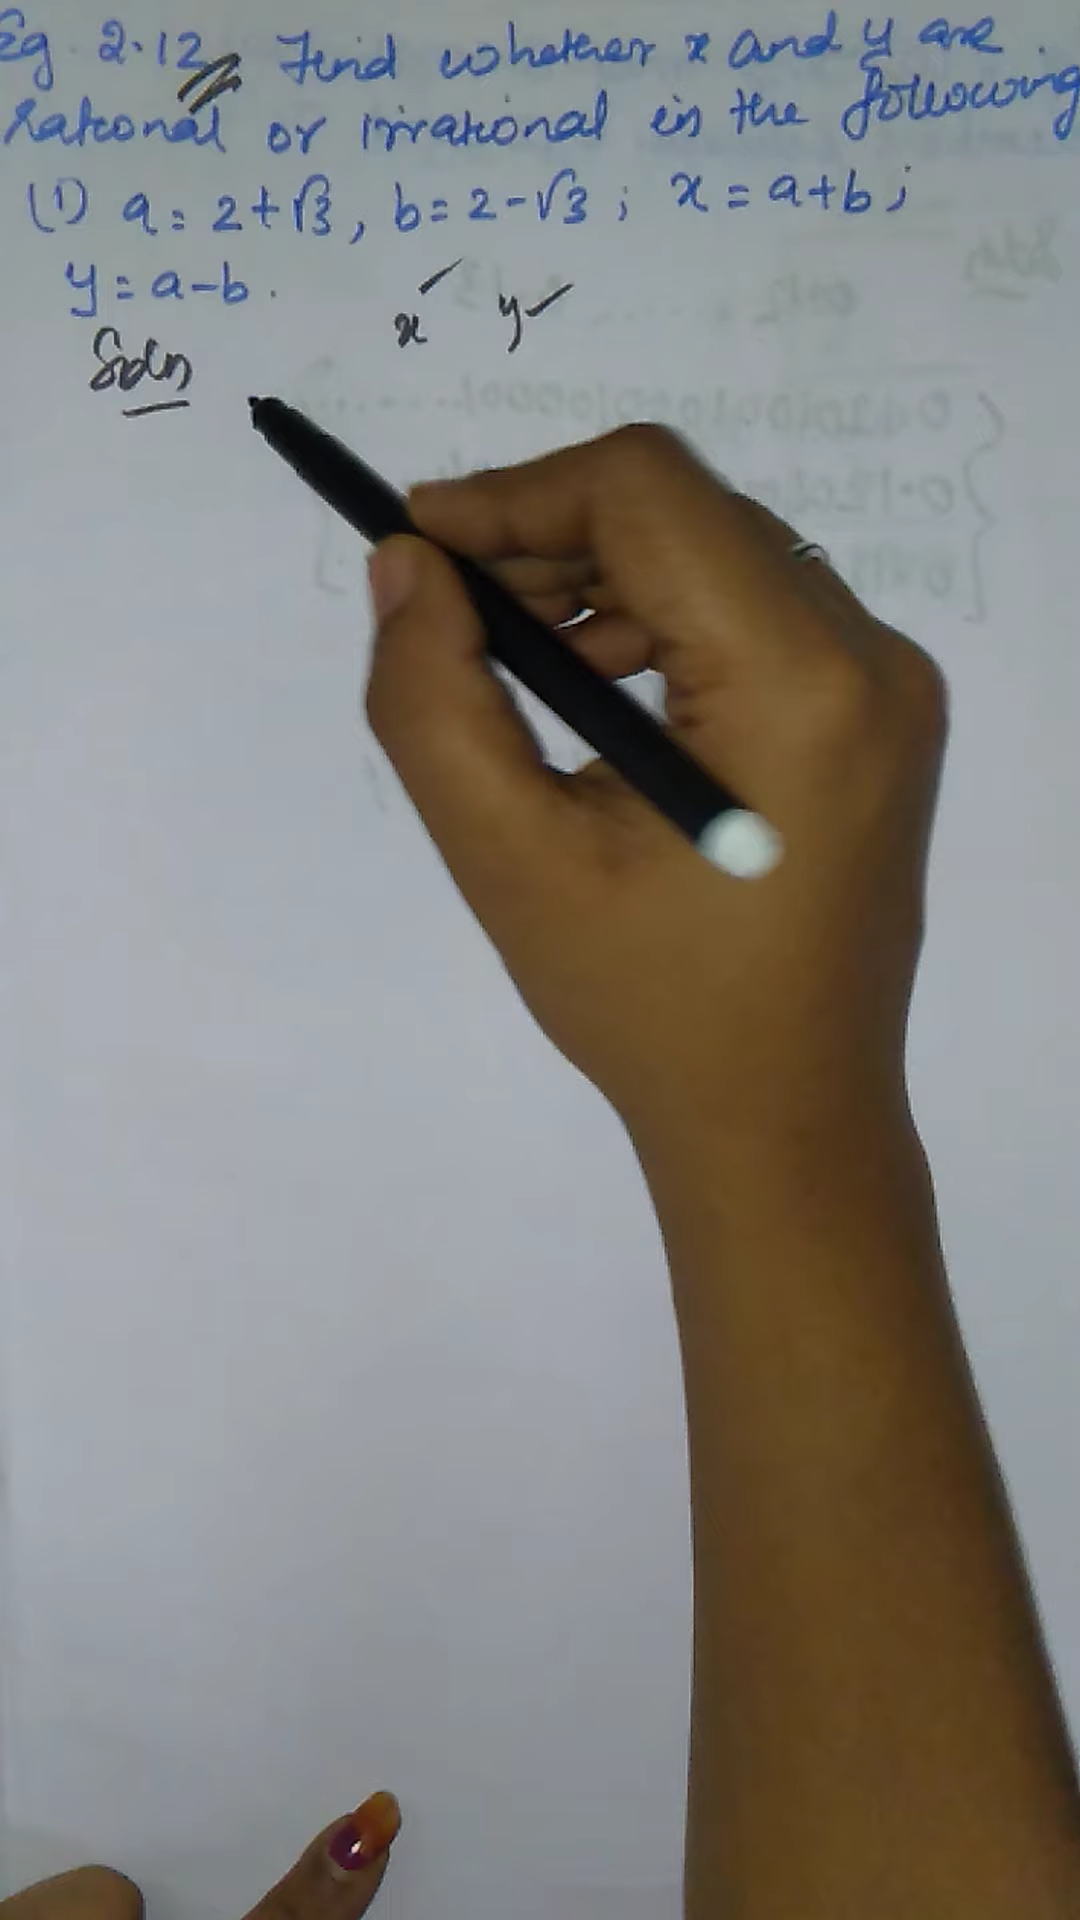 Eg 2.12 Find whether x and y are
rational or irrational in the following
(1) a = 2+√3, b = 2-√3 ; x = a+b ;
y = a-b.
x y
Soln